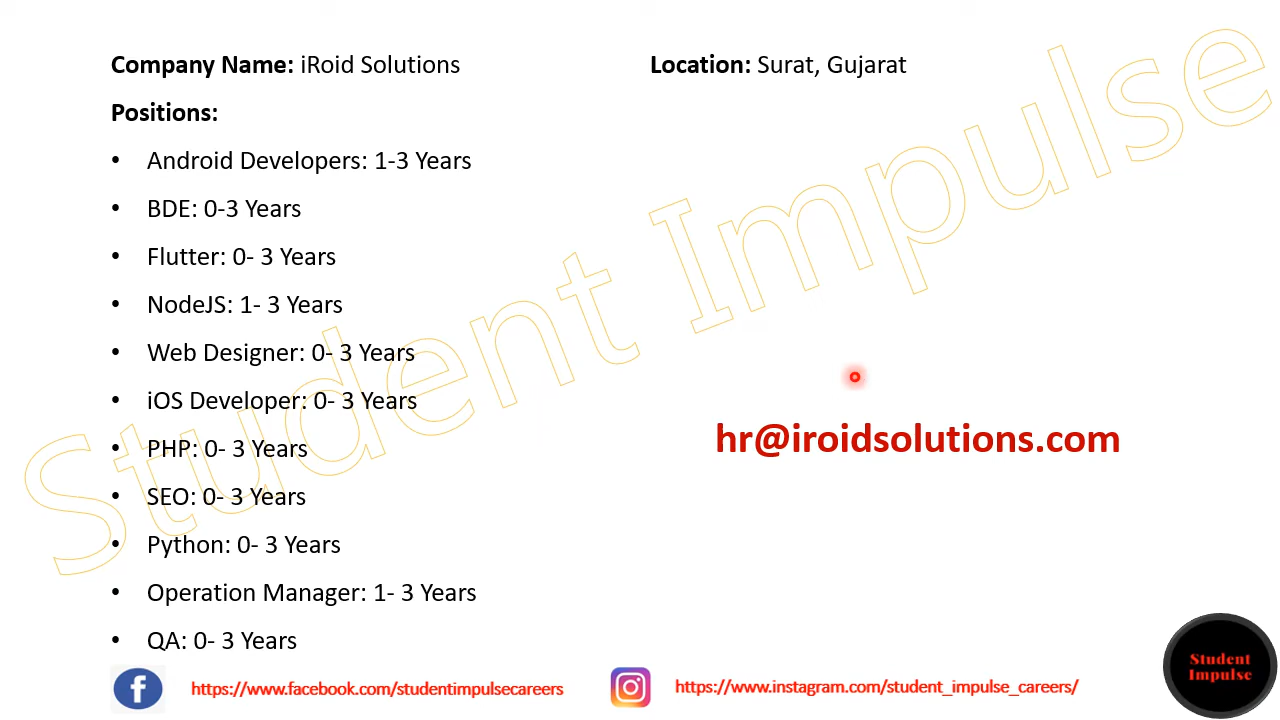 Company Name: iRoid Solutions
Location: Surat, Gujarat
Positions:
• Android Developers: 1-3 Years
• BDE: 0-3 Years
• Flutter: 0- 3 Years
• NodeJS: 1- 3 Years
• Web Designer: 0- 3 Years
• iOS Developer: 0- 3 Years
• PHP: 0- 3 Years
• SEO: 0- 3 Years
• Python: 0- 3 Years
• Operation Manager: 1- 3 Years
• QA: 0- 3 Years
hr@iroidsolutions.com
Student Impulse
https://www.facebook.com/studentimpulsecareers
https://www.instagram.com/student_impulse_careers/
Student
Impulse